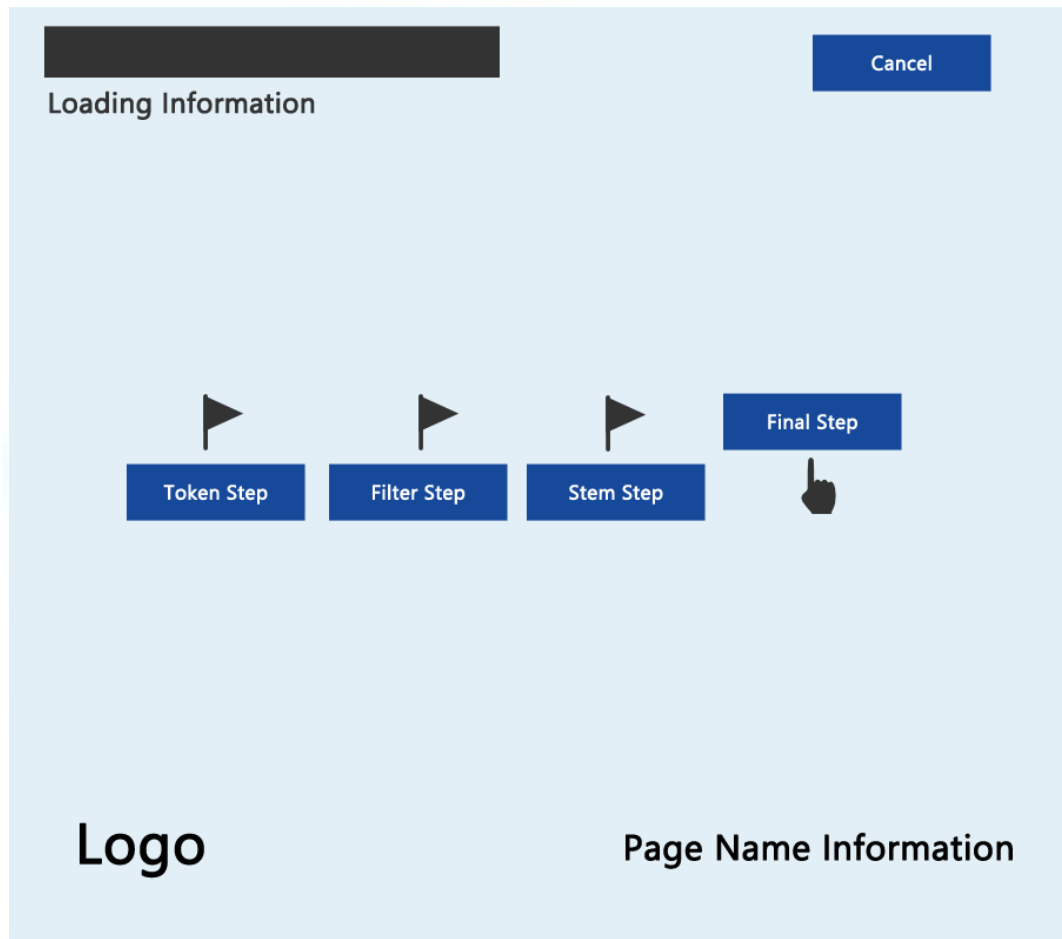 Cancel
Loading Information
Final Step
Token Step
Filter Step
Stem Step
Logo
Page Name Information